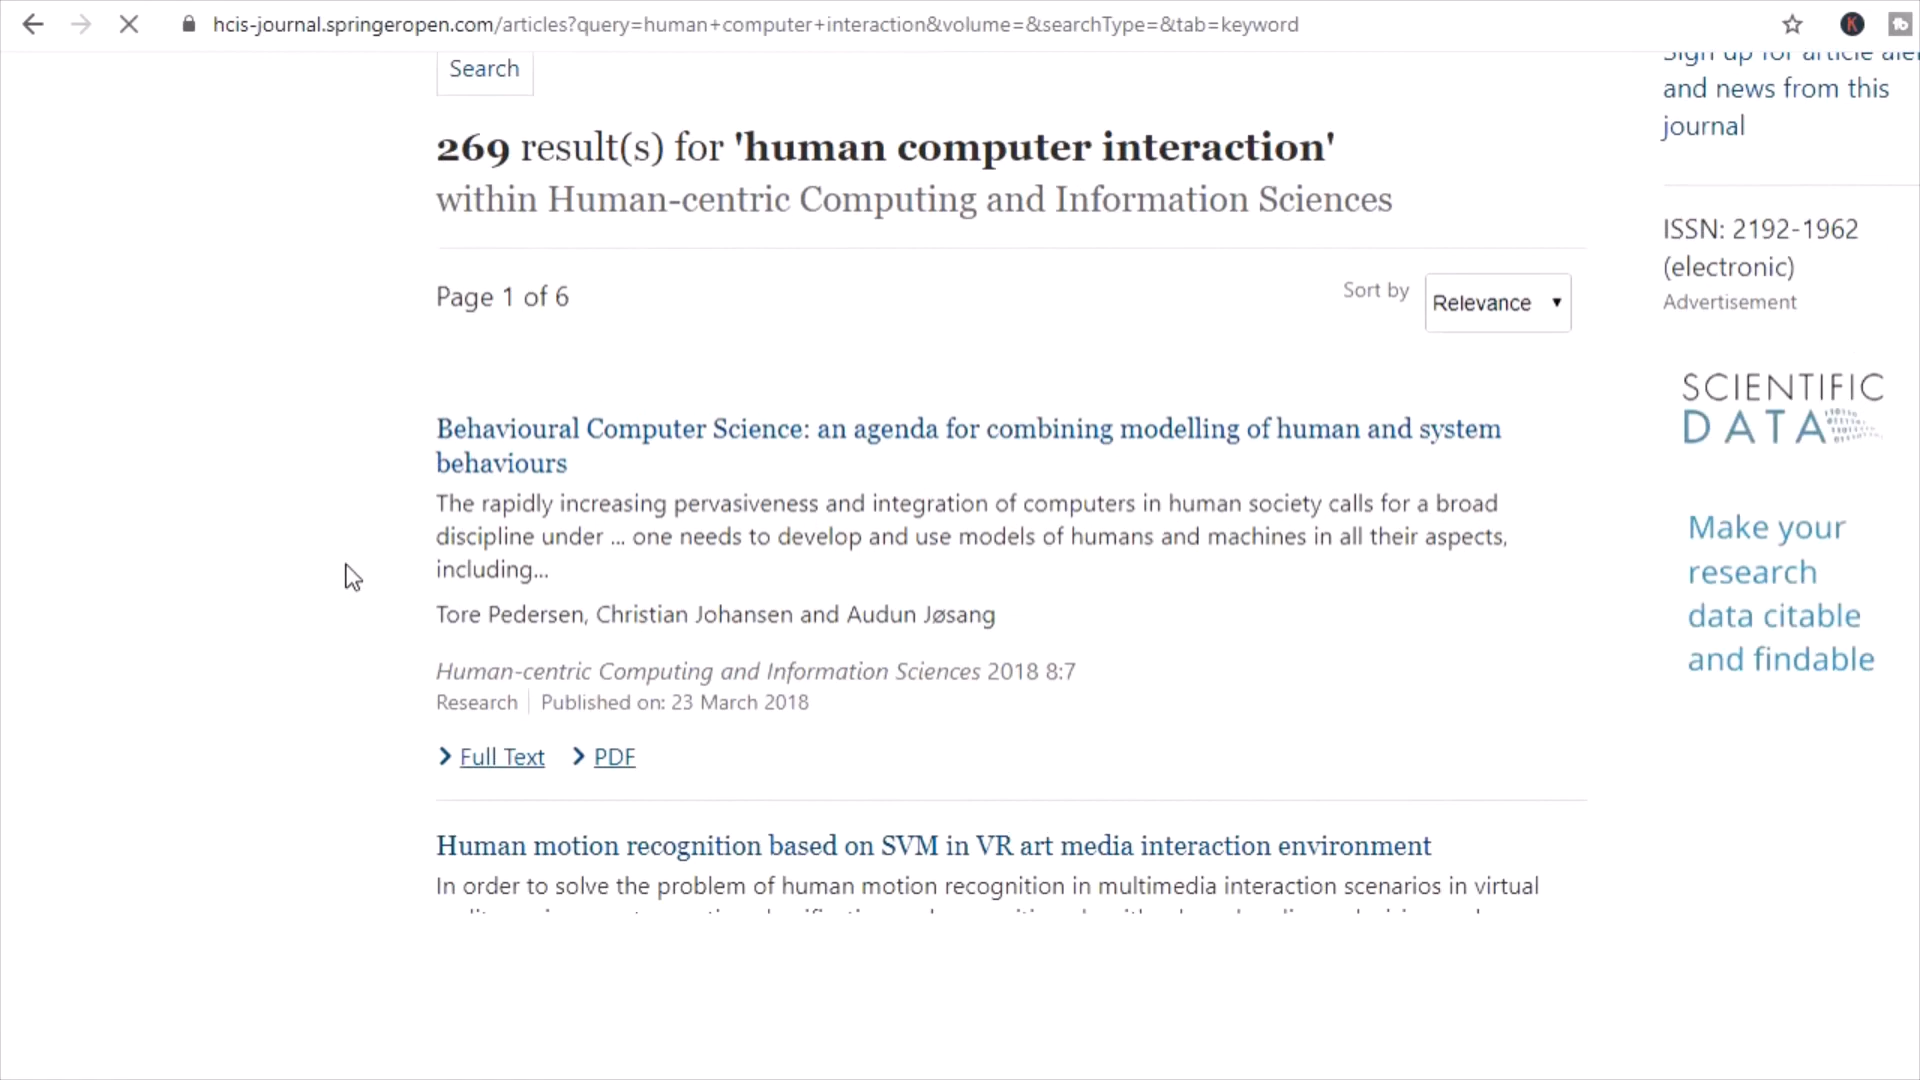 hcis-journal.springeropen.com/articles?query=human+computer+interaction&volume=&searchType=&tab=keyword
K
tb
Search
269 result(s) for 'human computer interaction'
within Human-centric Computing and Information Sciences
Page 1 of 6
Sort by
Relevance
Behavioural Computer Science: an agenda for combining modelling of human and system
behaviours
The rapidly increasing pervasiveness and integration of computers in human society calls for a broad
discipline under ... one needs to develop and use models of humans and machines in all their aspects,
including...
Tore Pedersen, Christian Johansen and Audun Jøsang
Human-centric Computing and Information Sciences 2018 8:7
Research Published on: 23 March 2018
Full Text PDF
Human motion recognition based on SVM in VR art media interaction environment
In order to solve the problem of human motion recognition in multimedia interaction scenarios in virtual
Sign up for article
and news from this
journal
ISSN: 2192-1962
(electronic)
Advertisement
SCIENTIFIC
DATA
Make your
research
data citable
and findable